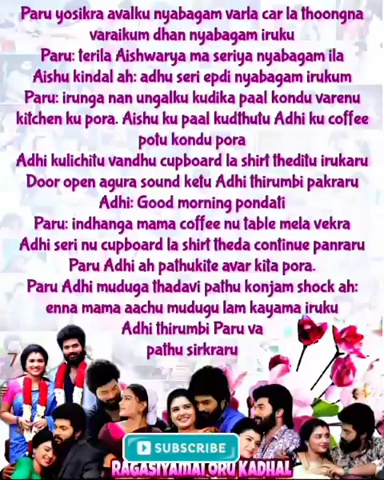 Paru yosikra avalku nyabagam varla car la thoongna
varaikum dhan nyabagam iruku
Paru: terila Aishwarya ma seriya nyabagam ila
Aishu kindal ah: adhu seri epdi nyabagam irukum
Paru: irunga nan ungalku kudika paal kondu varenu
kitchen ku pora. Aishu ku paal kudthutu Adhi ku coffee
potu kondu pora
Adhi kulichitu vandhu cupboard la shirt theditu irukaru
Door open agura sound ketu Adhi thirumbi pakraru
Adhi: Good morning pondati
Paru: indhanga mama coffee nu table mela vekra
Adhi seri nu cupboard la shirt theda continue panraru
Paru Adhi ah pathukite avar kita pora.
Paru Adhi muduga thadavi pathu konjam shock ah:
enna mama aachu mudugu lam kayama iruku
Adhi thirumbi Paru va
pathu sirkraru
SUBSCRIBE
RAGASIYAMAI ORU KADHAL